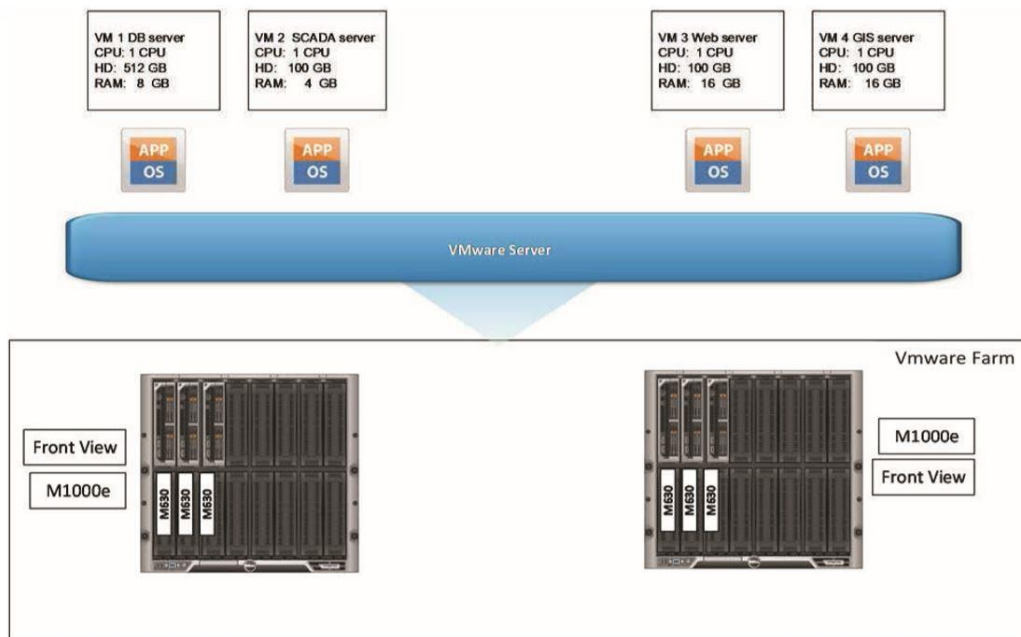 VM 1 DB server
CPU: 1 CPU
HD: 512 GB
RAM: 8 GB
VM 2 SCADA server
CPU: 1 CPU
HD: 100 GB
RAM: 4 GB
VM 3 Web server
CPU: 1 CPU
HD: 100 GB
RAM: 16 GB
VM 4 GIS server
CPU: 1 CPU
HD: 100 GB
RAM: 16 GB
APP
OS
APP
OS
APP
OS
APP
OS
VMware Server
Vmware Farm
Front View
M1000e
M630
M630
M630
M630
M630
M630
M1000e
Front View